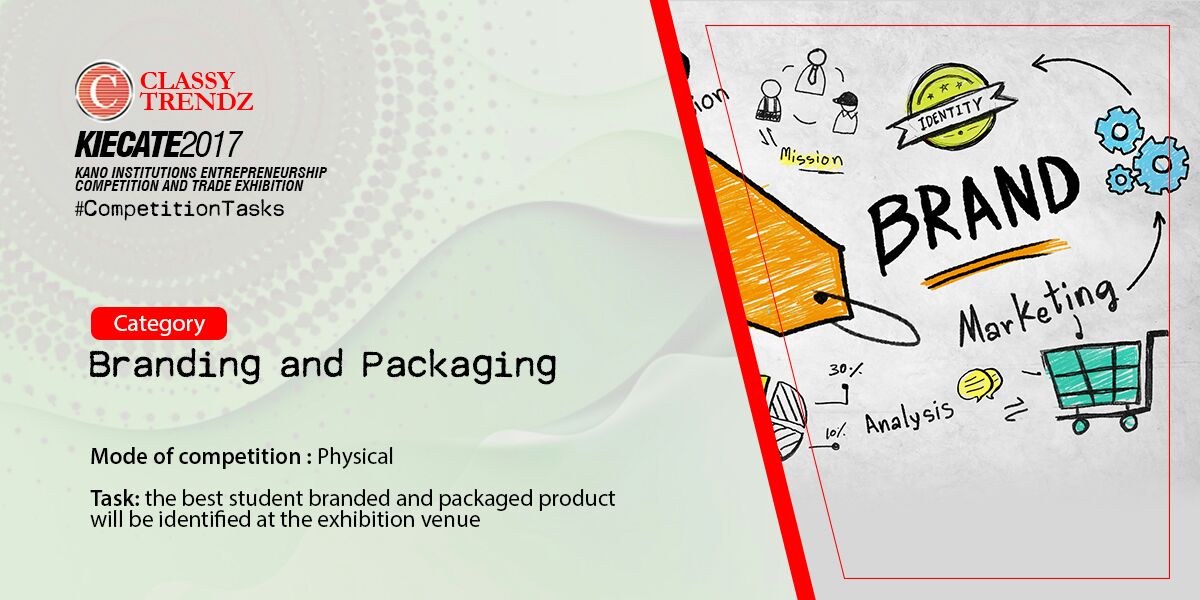 C
CLASSY
TRENDZ
KIECATE2017
KANO INSTITUTIONS ENTREPRENEURSHIP
COMPETITION AND TRADE EXHIBITION
#CompetitionTasks
Category
Branding and Packaging
Mode of competition : Physical
Task: the best student branded and packaged product
will be identified at the exhibition venue
Mission
IDENTITY
BRAND
Marketing
30%
10%
Analysis